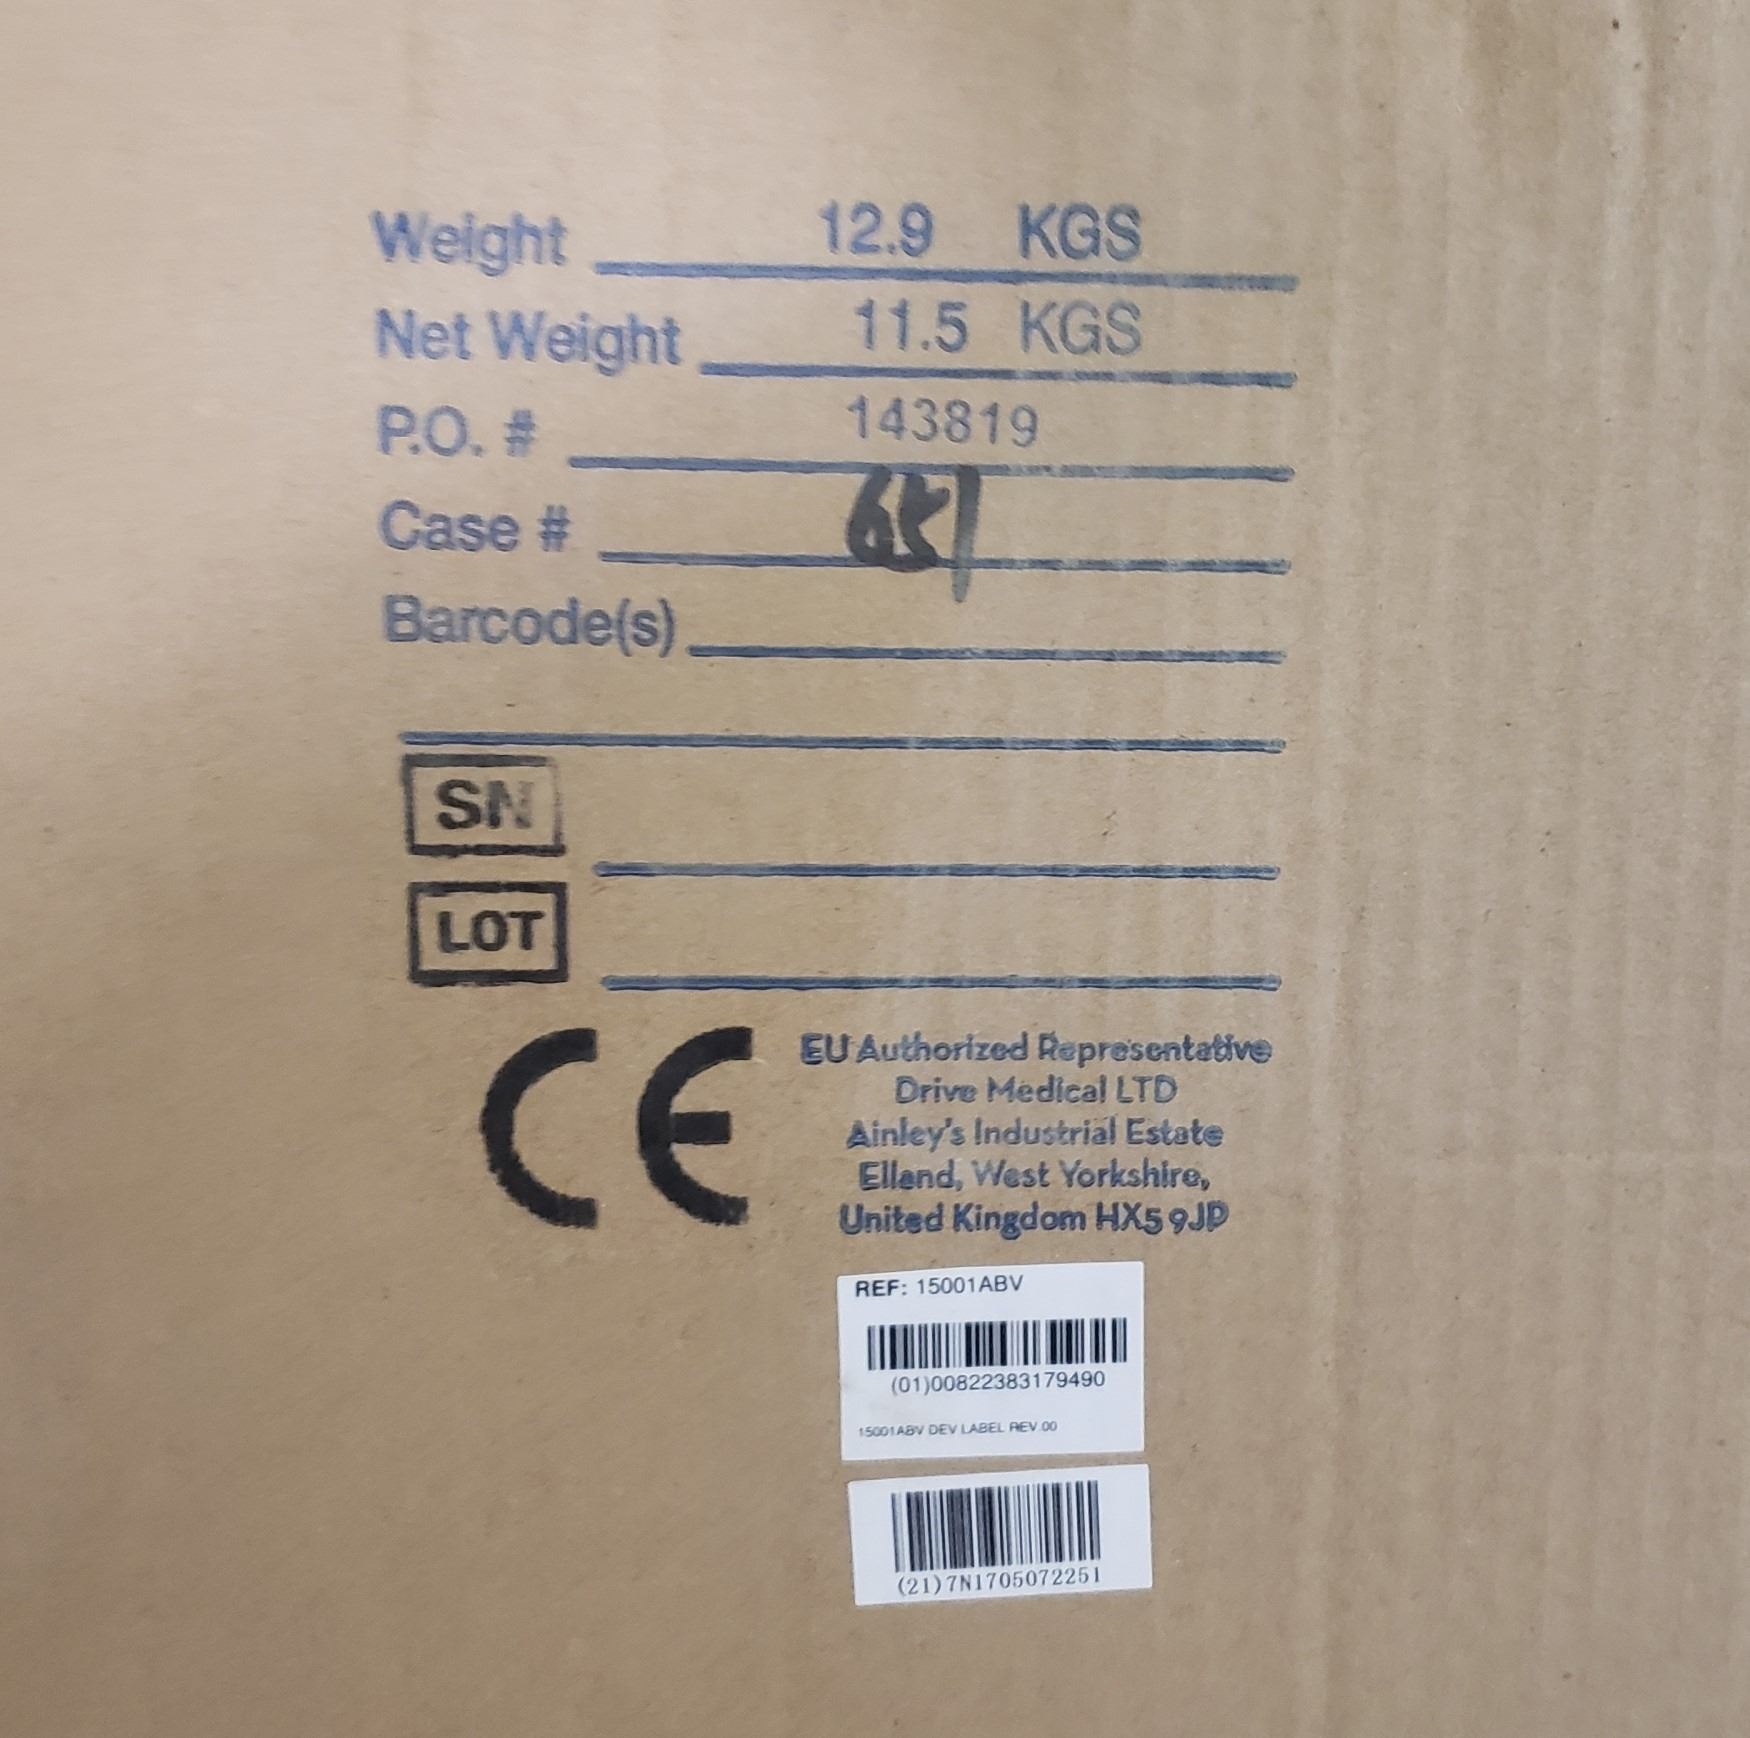 Weight 12.9 KGS
Net Weight 11.5 KGS
P.O. # 143819
Case #
Barcode(s)
SN
LOT
CE
EU Authorized Representative
Drive Medical LTD
Ainley's Industrial Estate
Elland, West Yorkshire,
United Kingdom HX5 9JD
REF: 15001ABV
(01)00822383179490
15001ABV DEV LABEL REV 00
(21)7N1705072251